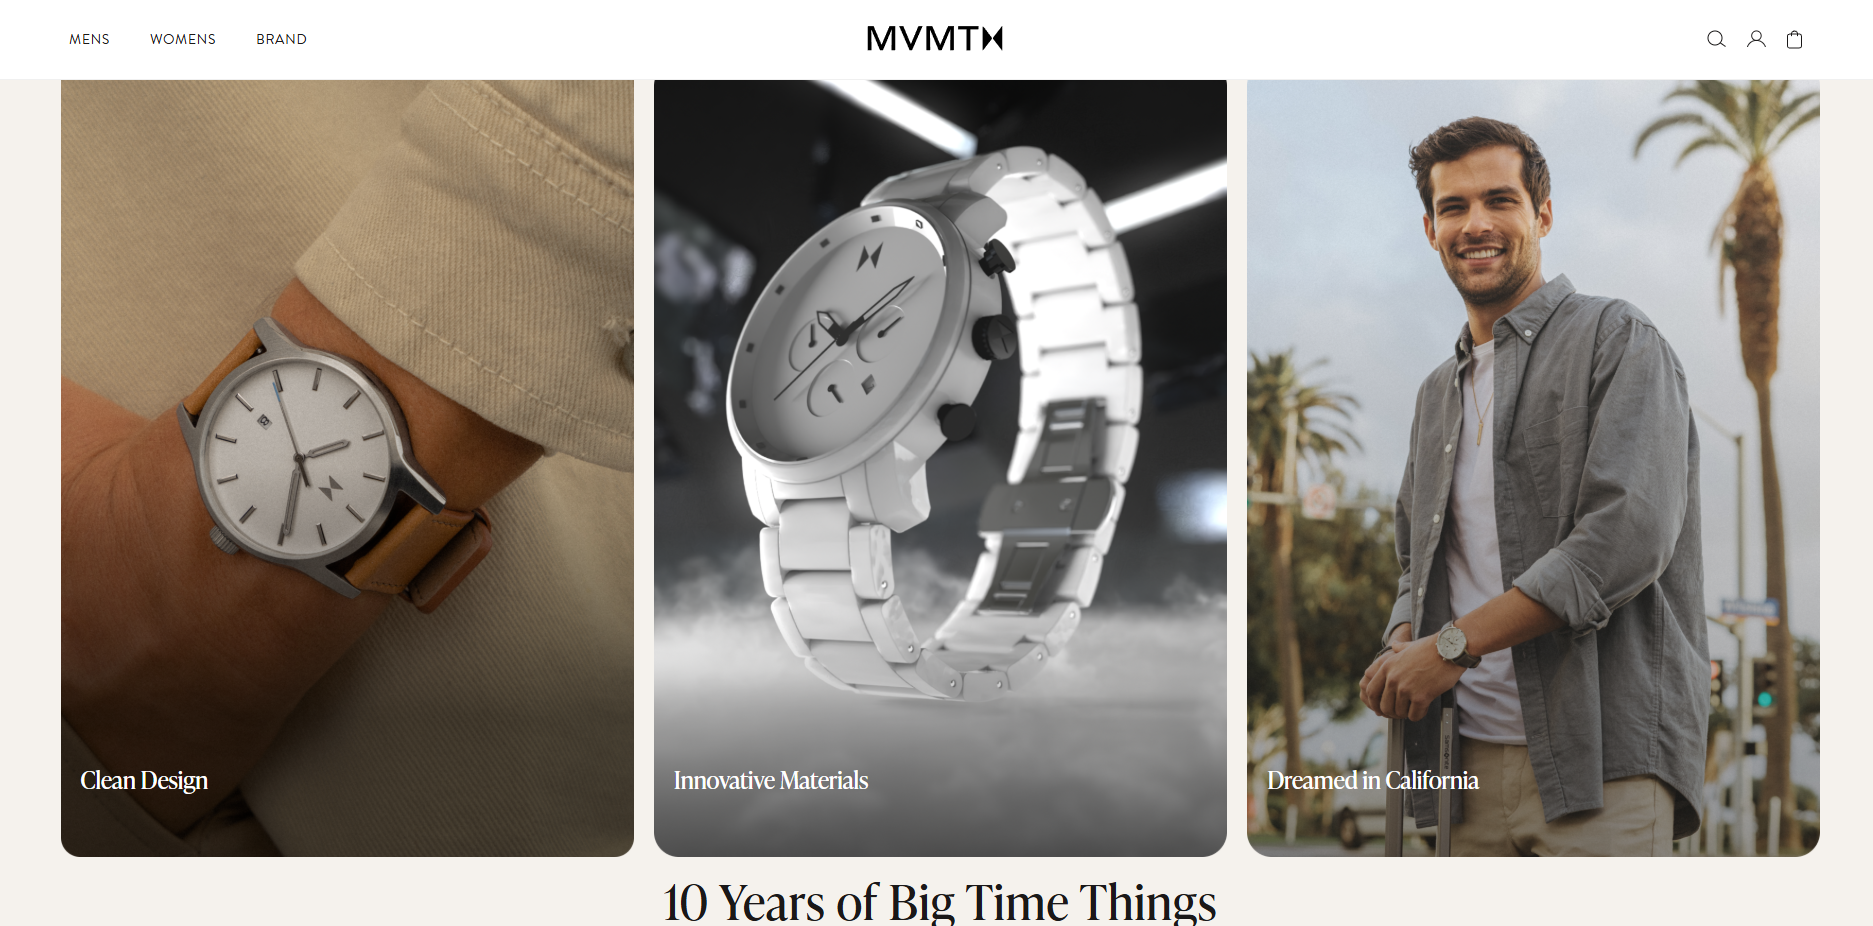 MENS WOMENS BRAND
MVMT
Clean Design
Innovative Materials
Dreamed in California
10 Years of Big Time Things